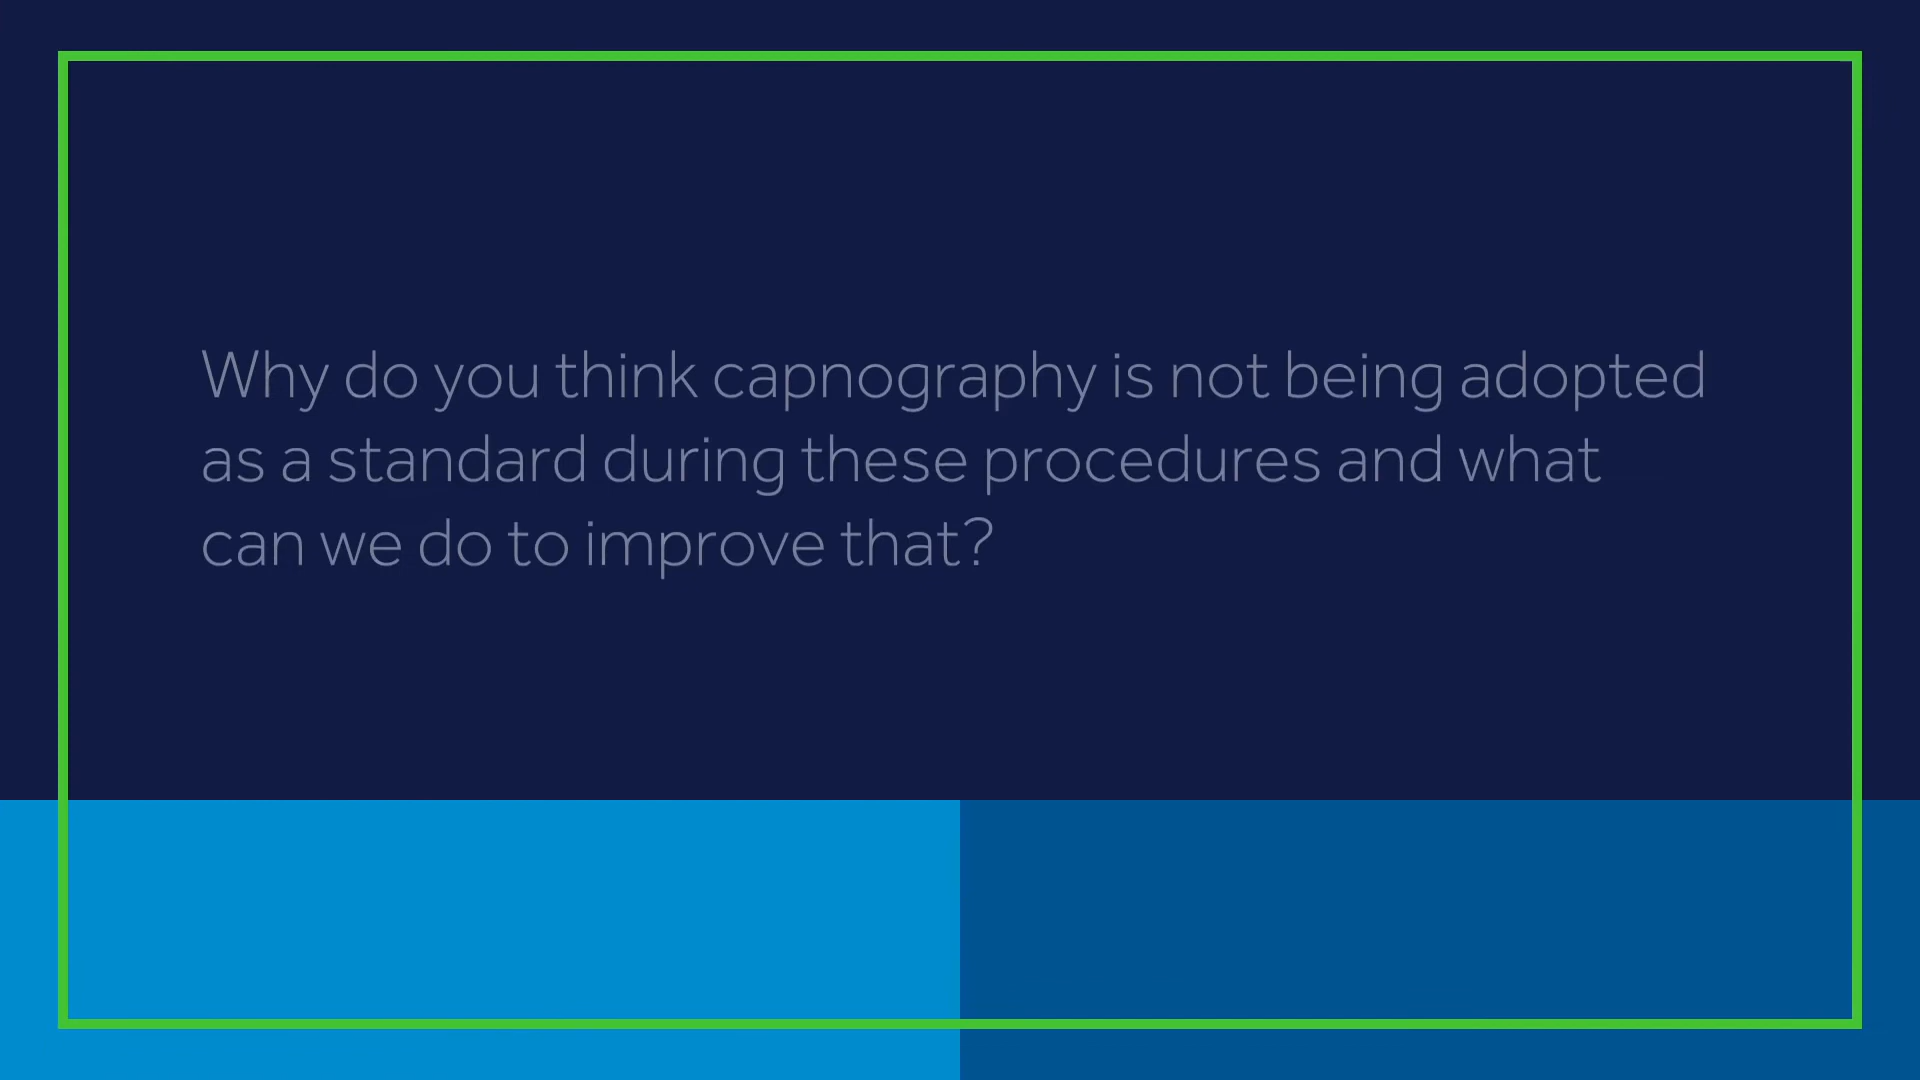 Why do you think capnography is not being adopted
as a standard during these procedures and what
can we do to improve that?